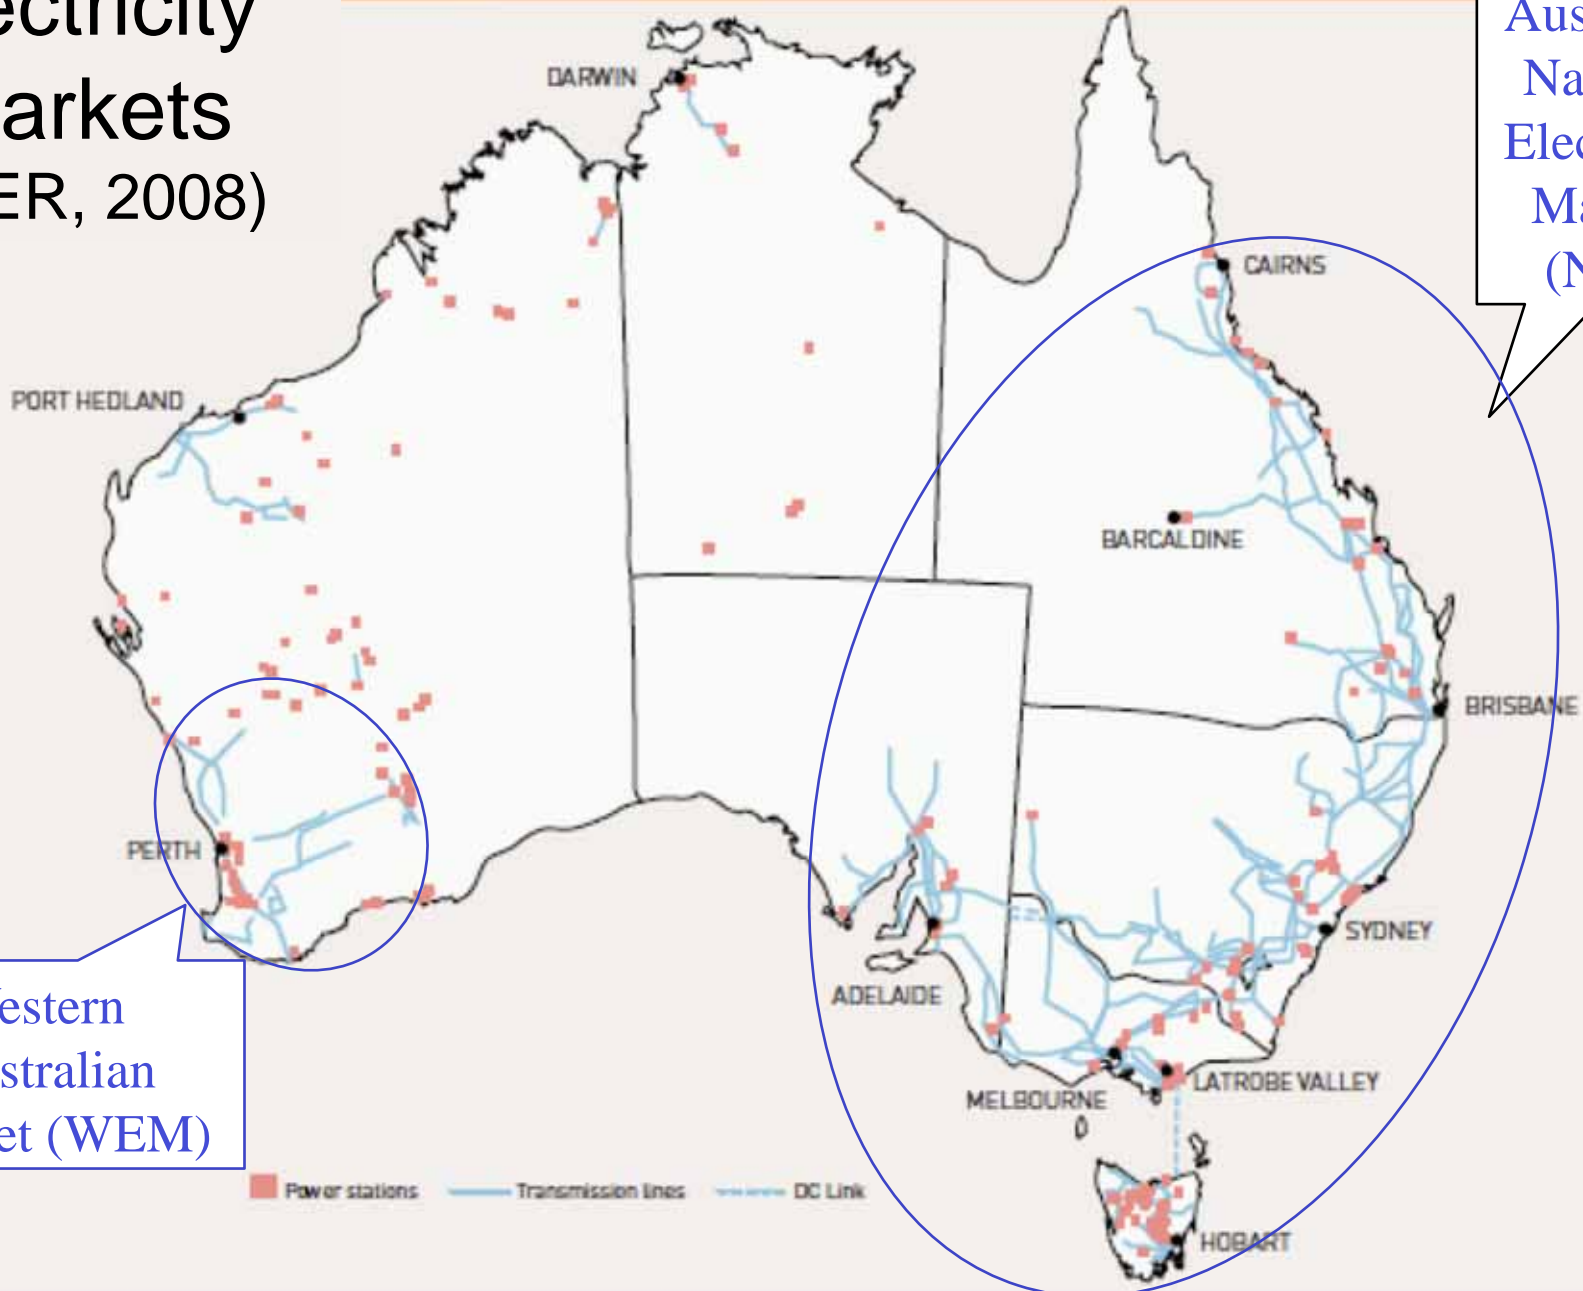 ectricity
arkets
ER, 2008)
Aus
Na
Elec
Ma
(N
DARWIN
CAIRNS
PORT HEDLAND
BARCALDINE
BRISBANE
PERTH
SYDNEY
ADELAIDE
LATROBE VALLEY
MELBOURNE
estern
stralian
et (WEM)
Power stations Transmission lines DC Link
HOBART